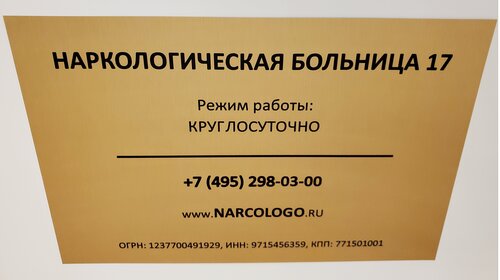 НАРКОЛОГИЧЕСКАЯ БОЛЬНИЦА 17
Режим работы:
КРУГЛОСУТОЧНО
+7 (495) 298-03-00
www.NARCOLOGO.RU
ОГРН: 1237700491929, ИНН: 9715456359, КПП: 771501001